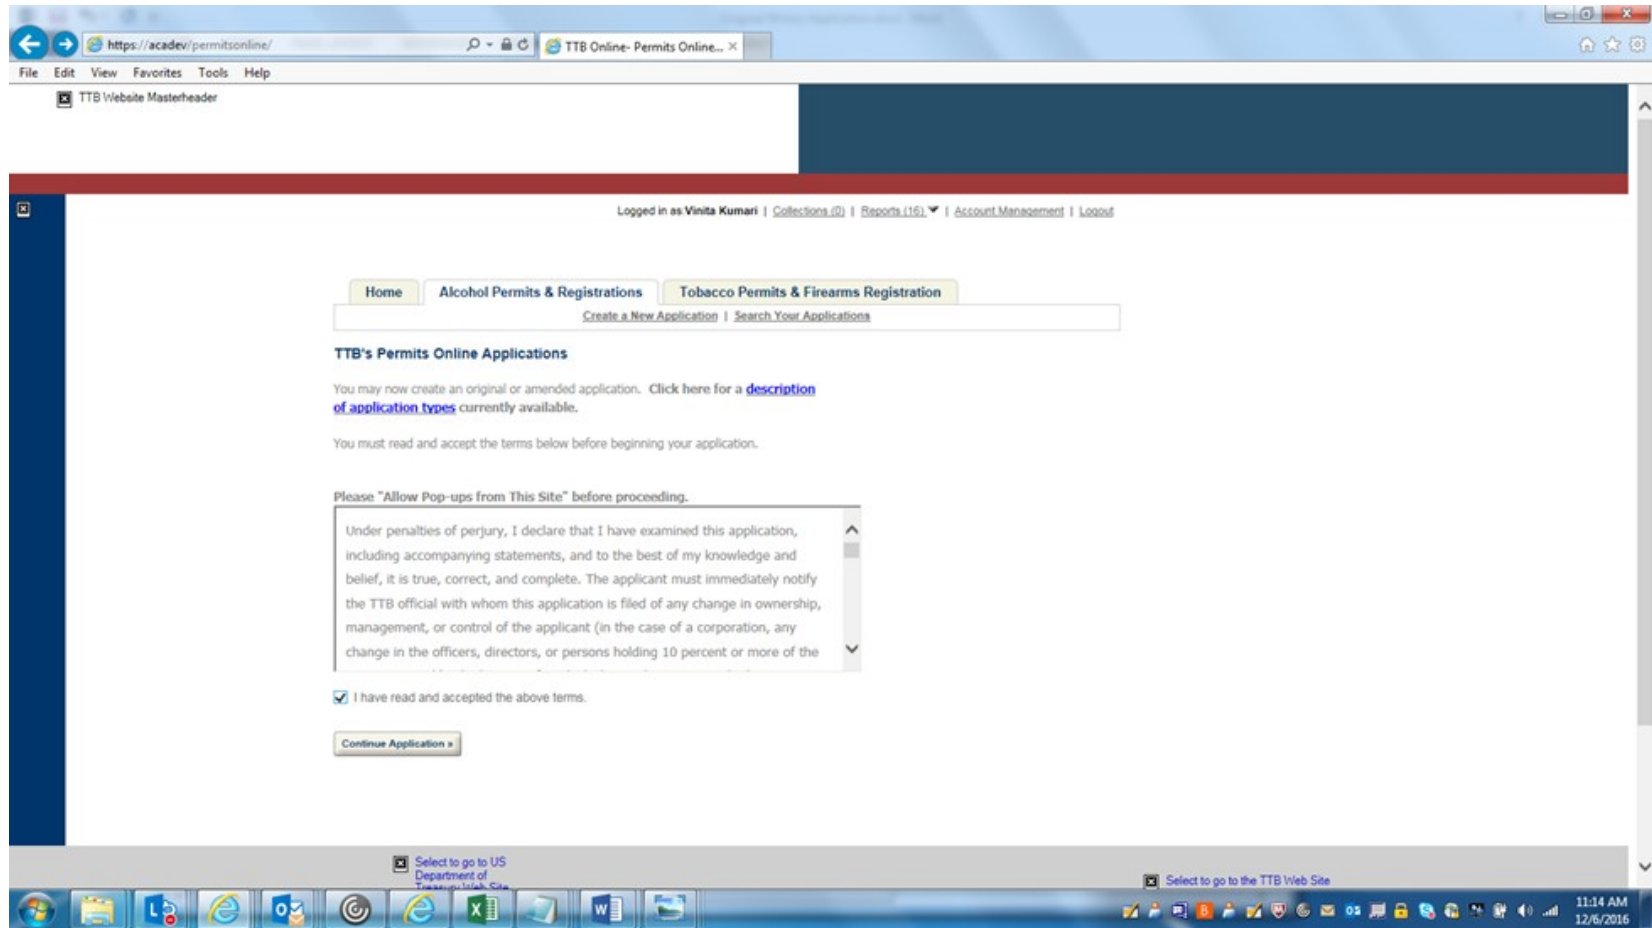 https://acadev/permitsonline/
TTB Online- Permits Online...
File Edit View Favorites Tools Help
TTB Website Masterheader
Logged in as:Vinita Kumari | Collections (0) | Reports (16) | Account Management | Logout
Home Alcohol Permits & Registrations Tobacco Permits & Firearms Registration
Create a New Application | Search Your Applications
TTB's Permits Online Applications
You may now create an original or amended application. Click here for a description
of application types currently available.
You must read and accept the terms below before beginning your application.
Please "Allow Pop-ups from This Site" before proceeding.
Under penalties of perjury, I declare that I have examined this application,
including accompanying statements, and to the best of my knowledge and
belief, it is true, correct, and complete. The applicant must immediately notify
the TTB official with whom this application is filed of any change in ownership,
management, or control of the applicant (in the case of a corporation, any
change in the officers, directors, or persons holding 10 percent or more of the
I have read and accepted the above terms.
Continue Application »
Select to go to US
Department of
Treasury Web Site
Select to go to the TTB Web Site
11:14 AM
12/6/2016